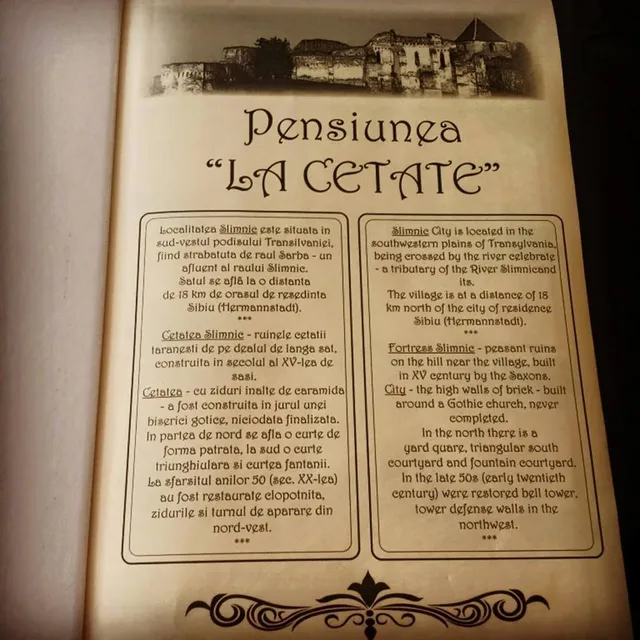 Pensiunea
“LA CETATE”
Localitatea Slimnic este situata in
sud-vestul podisului Transilvaniei,
fiind strabatuta de raul Sarba - un
afluent al raului Slimnic.
Satul se află la o distanta
de 18 km de orasul de reședinta
Sibiu (Hermannstadt).
***
Cetatea Slimnic - ruinele cetatii
taranesti de pe dealul de langa sat,
construita in secolul al XV-lea de
sasi.
Cetatea - cu ziduri inalte de caramida
- a fost construita in jurul unei
biserici gotice, niciodata finalizata.
In partea de nord se afla o curte de
forma patrata, la sud o curte
triunghiulara si curtea fantanii.
La sfarsitul anilor 50 (sec. XX-lea)
au fost restaurate clopotnita,
zidurile si turnul de aparare din
nord-vest.
***
Slimnic City is located in the
southwestern plains of Transylvania,
being crossed by the river celebrate
- a tributary of the River Slimnicand
its.
The village is at a distance of 18
km north of the city of residence
Sibiu (Hermannstadt).
***
Fortress Slimnic - peasant ruins
on the hill near the village, built
in XV century by the Saxons.
City - the high walls of brick - built
around a Gothic church, never
completed.
In the north there is a
yard quare, triangular south
courtyard and fountain courtyard.
In the late 50s (early twentieth
century) were restored bell tower,
tower defense walls in the
northwest.
***